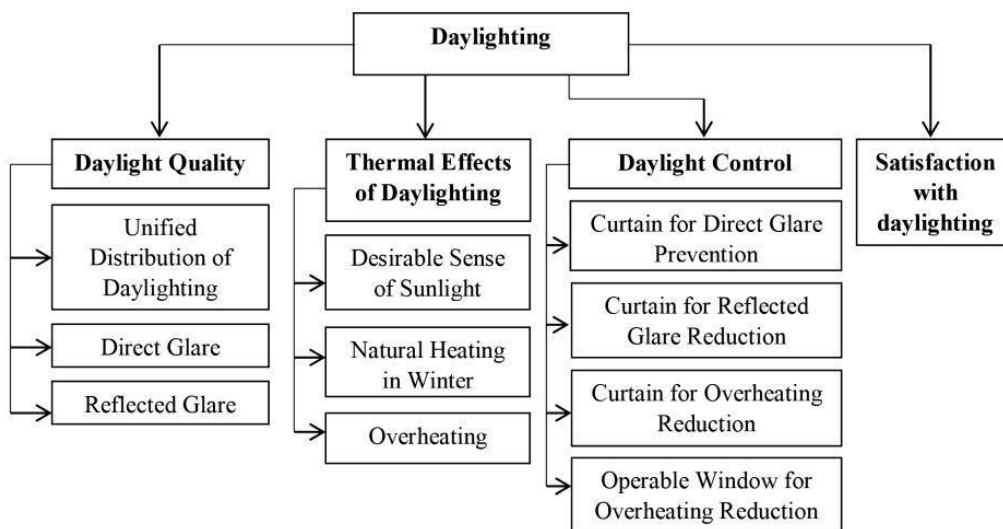 Daylighting
Daylight Quality
Unified
Distribution of
Daylighting
Direct Glare
Reflected Glare
Thermal Effects
of Daylighting
Desirable Sense
of Sunlight
Natural Heating
in Winter
Overheating
Daylight Control
Curtain for Direct Glare
Prevention
Curtain for Reflected
Glare Reduction
Curtain for Overheating
Reduction
Operable Window for
Overheating Reduction
Satisfaction
with
daylighting